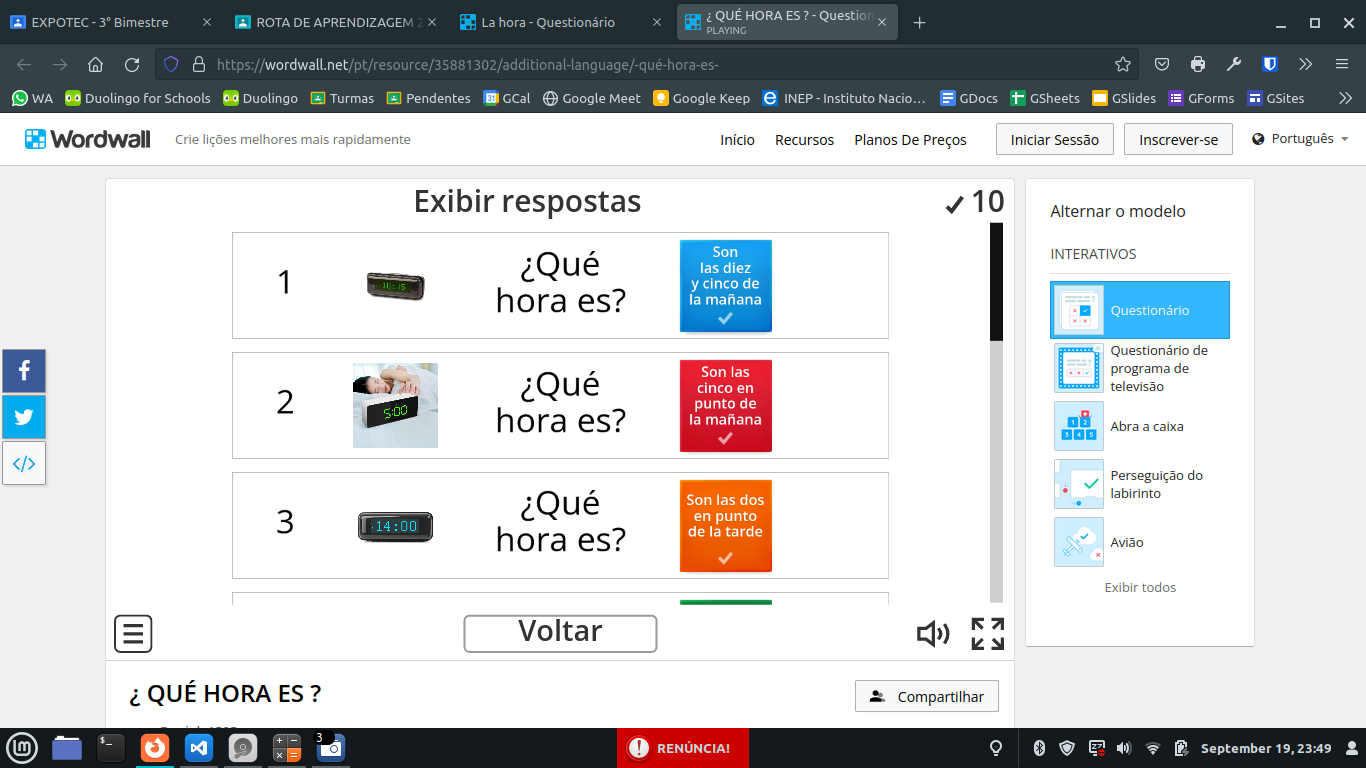 EXPOTEC - 3° Bimestre
ROTA DE APRENDIZAGEM 2
La hora - Questionário
¿ QUÉ HORA ES ? - Question
PLAYING
https://wordwall.net/pt/resource/35881302/additional-language/-qué-hora-es-
WA
Duolingo for Schools
Duolingo
Turmas
Pendentes
GCal
Google Meet
Google Keep
INEP - Instituto Nacio…
GDocs
GSheets
GSlides
GForms
GSites
Wordwall
Crie lições melhores mais rapidamente
Início
Recursos
Planos De Preços
Iniciar Sessão
Inscrever-se
Português
Exibir respostas
10
1
¿Qué
hora es?
Son
las diez
y cinco de
la mañana
2
5:00
¿Qué
hora es?
Son las
cinco en
punto de
la mañana
3
14:00
¿Qué
hora es?
Son las dos
en punto
de la tarde
Voltar
¿ QUÉ HORA ES ?
Compartilhar
Alternar o modelo
INTERATIVOS
Questionário
Questionário de
programa de
televisão
Abra a caixa
Perseguição do
labirinto
Avião
Exibir todos
3
RENÚNCIA!
September 19, 23:49